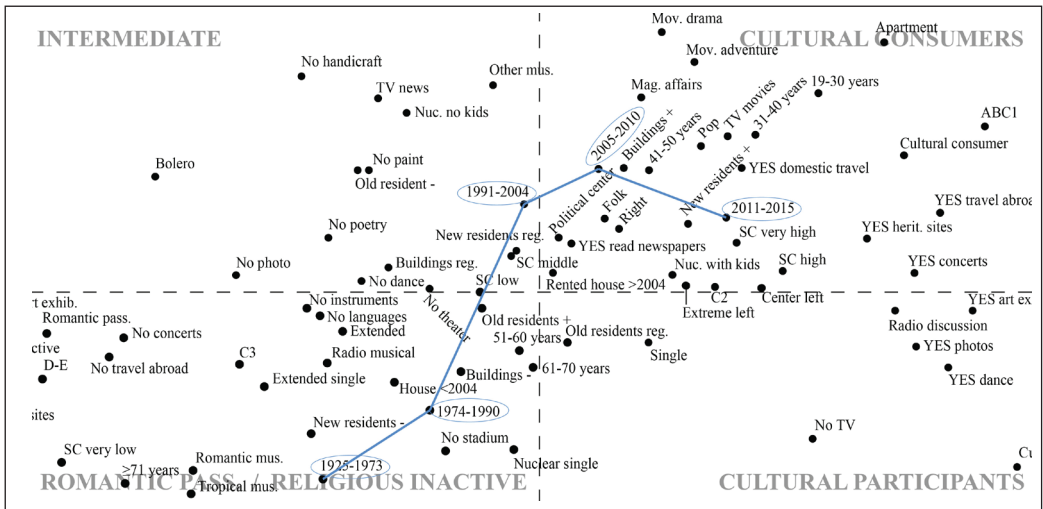 Mov. drama
INTERMEDIATE
CULTURAL CONSUMERS
Apartment
Mov. adventure
No handicraft
Other mus.
19-30 years
TV news
Mag. affairs
Nuc. no kids
TV movies
31-40 years
ABC1
2005-2010
Buildings +
41-50 years
Pop
Cultural consumer
Bolero
No paint
New residents +
YES domestic travel
Old resident -
1991-2004
Political center
Folk
Right
2011-2015
YES travel abroa
No poetry
New residents reg.
YES read newspapers
SC very high
YES herit. sites
No photo
Buildings reg.
SC middle
Nuc. with kids
SC high
YES concerts
No dance
SC low
Rented house >2004
No theater
C2
Center left
Extreme left
t exhib.
No instruments
YES art ex
Romantic pass.
No languages
Old residents +
Radio discussion
No concerts
Extended
51-60 years
Old residents reg.
ctive
C3
Radio musical
Single
YES photos
D-E
No travel abroad
Extended single
House <2004
Buildings -
61-70 years
YES dance
sites
1974-1990
New residents -
No TV
No stadium
SC very low
Romantic mus.
1925-1973
Nuclear single
Cu
≥71 years
Tropical mus.
ROMANTIC PASS. / RELIGIOUS INACTIVE
CULTURAL PARTICIPANTS